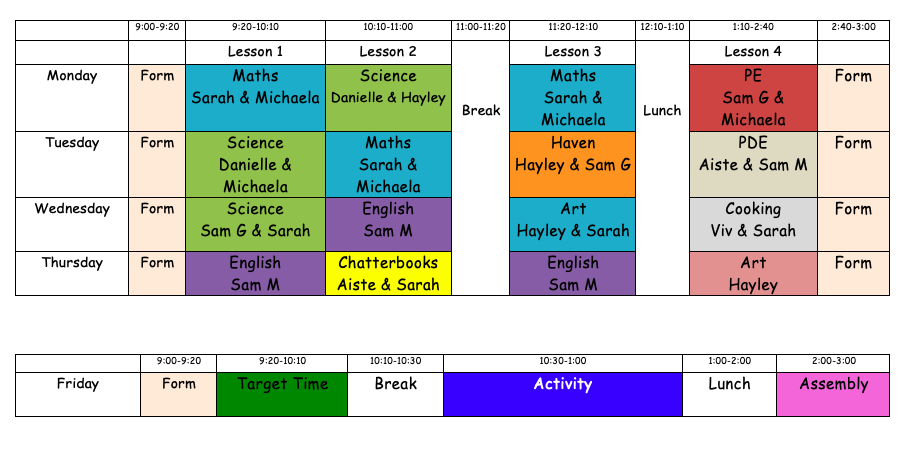 9:00-9:20 9:20-10:10 10:10-11:00 11:00-11:20 11:20-12:10 12:10-1:10 1:10-2:40 2:40-3:00
Lesson 1 Lesson 2 Lesson 3 Lesson 4
Monday Form Maths Science Maths PE Form
Sarah & Michaela Danielle & Hayley Sarah & Sam G &
Break Lunch
Michaela Michaela
Tuesday Form Science Maths Haven PDE Form
Danielle & Sarah & Hayley & Sam G Aiste & Sam M
Michaela Michaela
Wednesday Form Science English Art Cooking Form
Sam G & Sarah Sam M Hayley & Sarah Viv & Sarah
Thursday Form English Chatterbooks English Art Form
Sam M Aiste & Sarah Sam M Hayley
9:00-9:20 9:20-10:10 10:10-10:30 10:30-1:00 1:00-2:00 2:00-3:00
Friday Form Target Time Break Activity Lunch Assembly